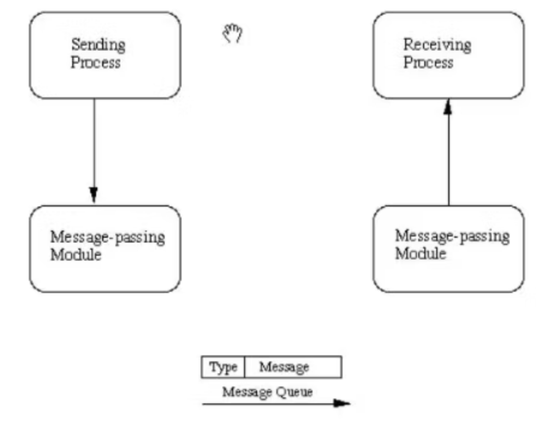 Sending
Process
Receiving
Process
Message-passing
Module
Message-passing
Module
Type
Message
Message Queue